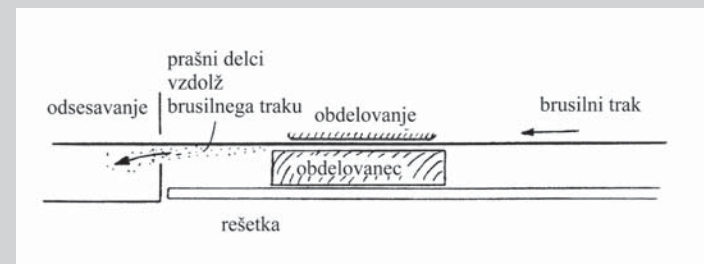 prašni delci
vzdolž
brusilnega traku
odsesavanje
obdelovanje
brusilni trak
obdelovanec
rešetka